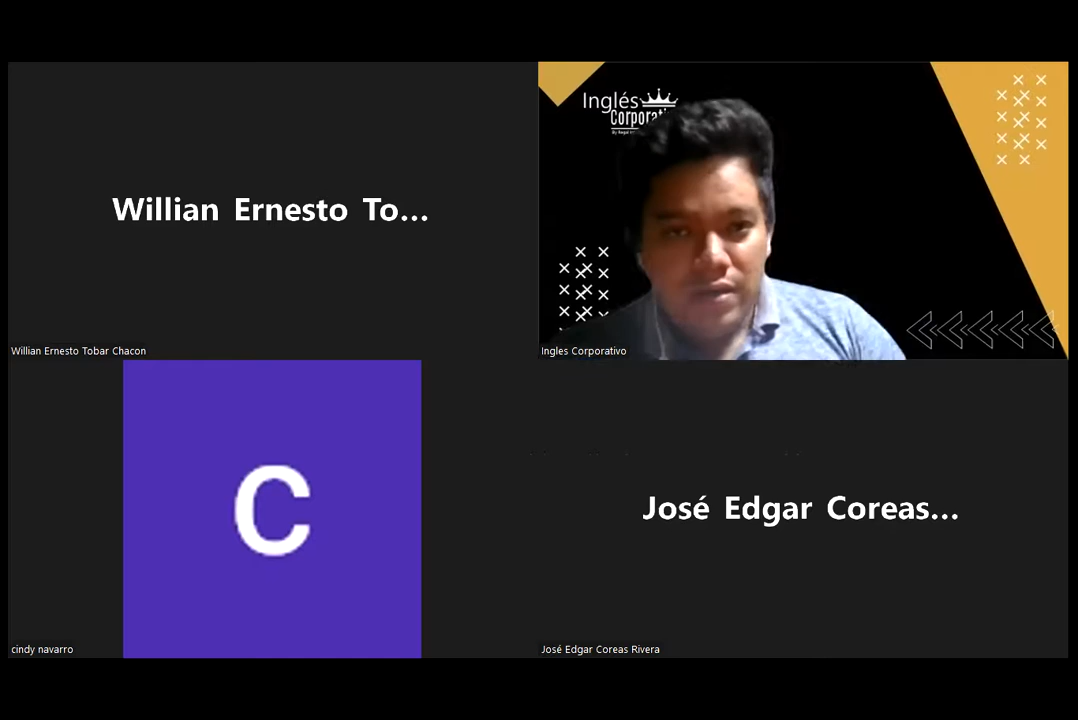 Willian Ernesto To...
Willian Ernesto Tobar Chacon
Inglés
Ingles Corporativo
C
cindy navarro
José Edgar Coreas...
José Edgar Coreas Rivera